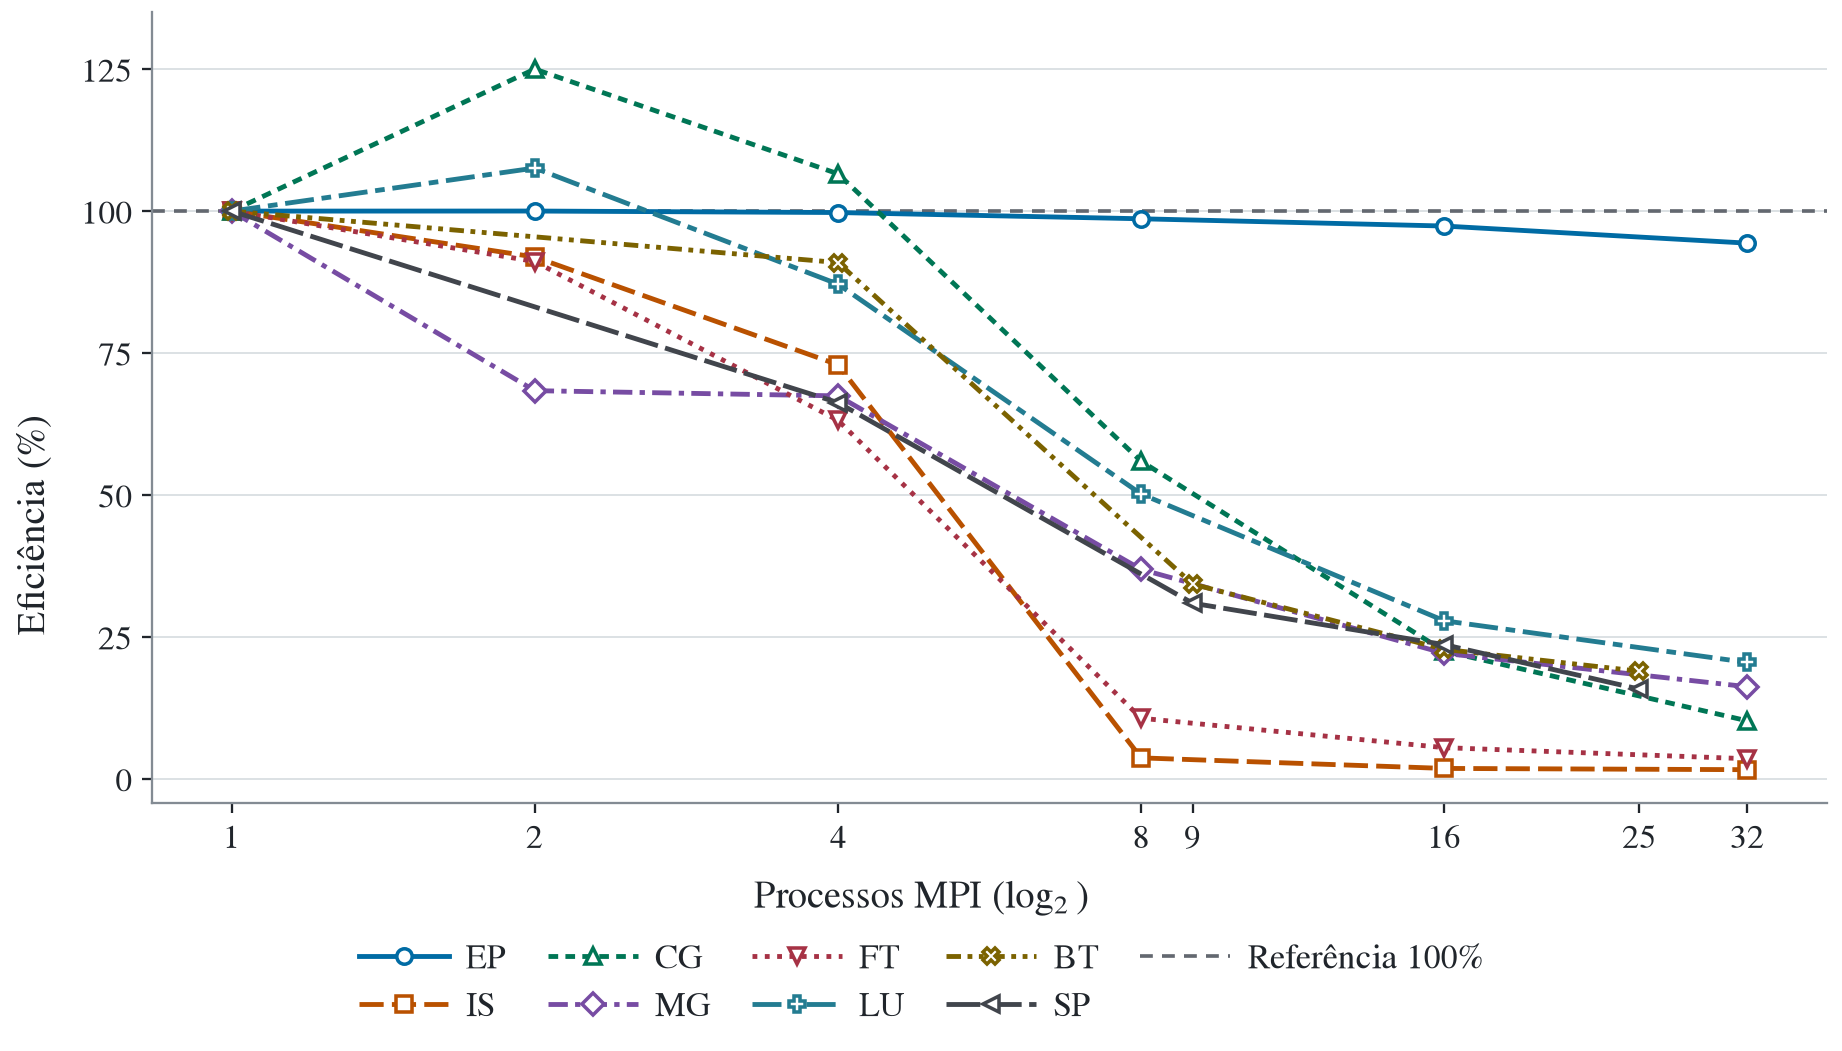 125
100
75
50
25
0
Eficiência (%)
1 2 4 8 9 16 25 32
Processos MPI (log₂ )
EP CG FT BT Referência 100%
IS MG LU SP